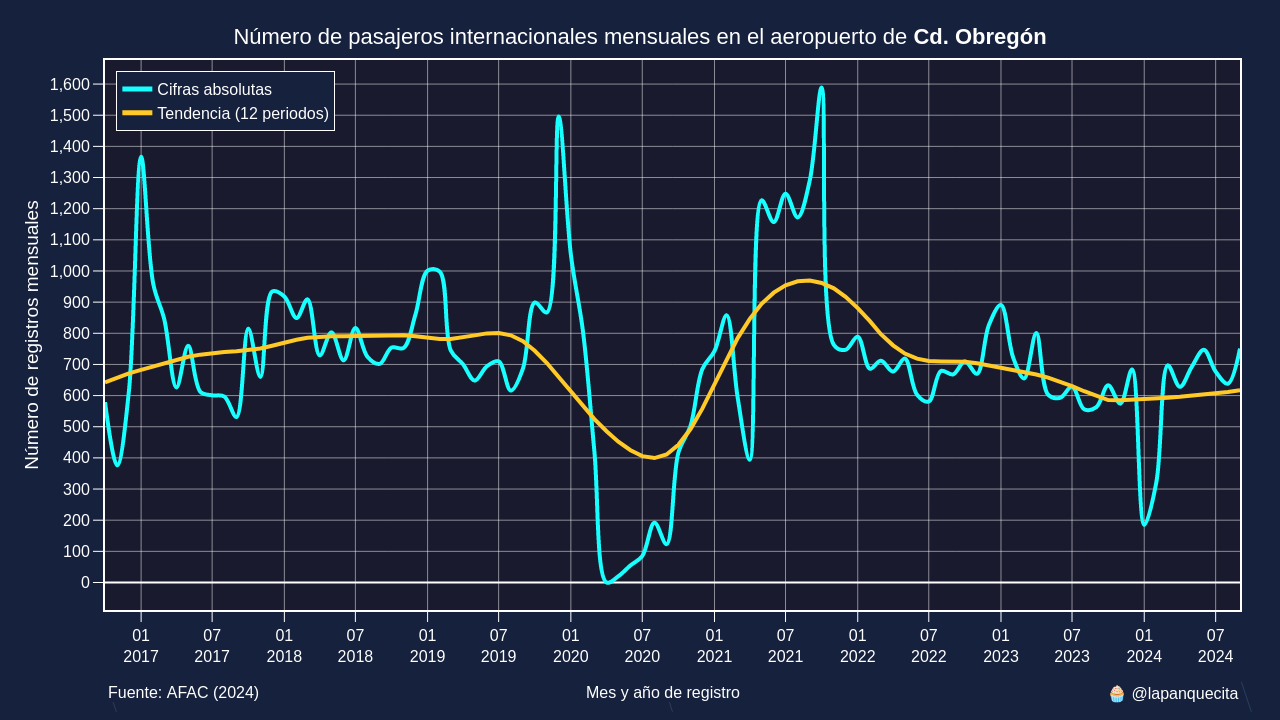 Número de pasajeros internacionales mensuales en el aeropuerto de Cd. Obregón
Cifras absolutas
Tendencia (12 periodos)
Número de registros mensuales
1,600
1,500
1,400
1,300
1,200
1,100
1,000
900
800
700
600
500
400
300
200
100
0
01 07 01 07 01 07 01 07 01 07 01 07 01 07 01 07
2017 2017 2018 2018 2019 2019 2020 2020 2021 2021 2022 2022 2023 2023 2024 2024
Fuente: AFAC (2024) Mes y año de registro 🧁 @lapanquecita